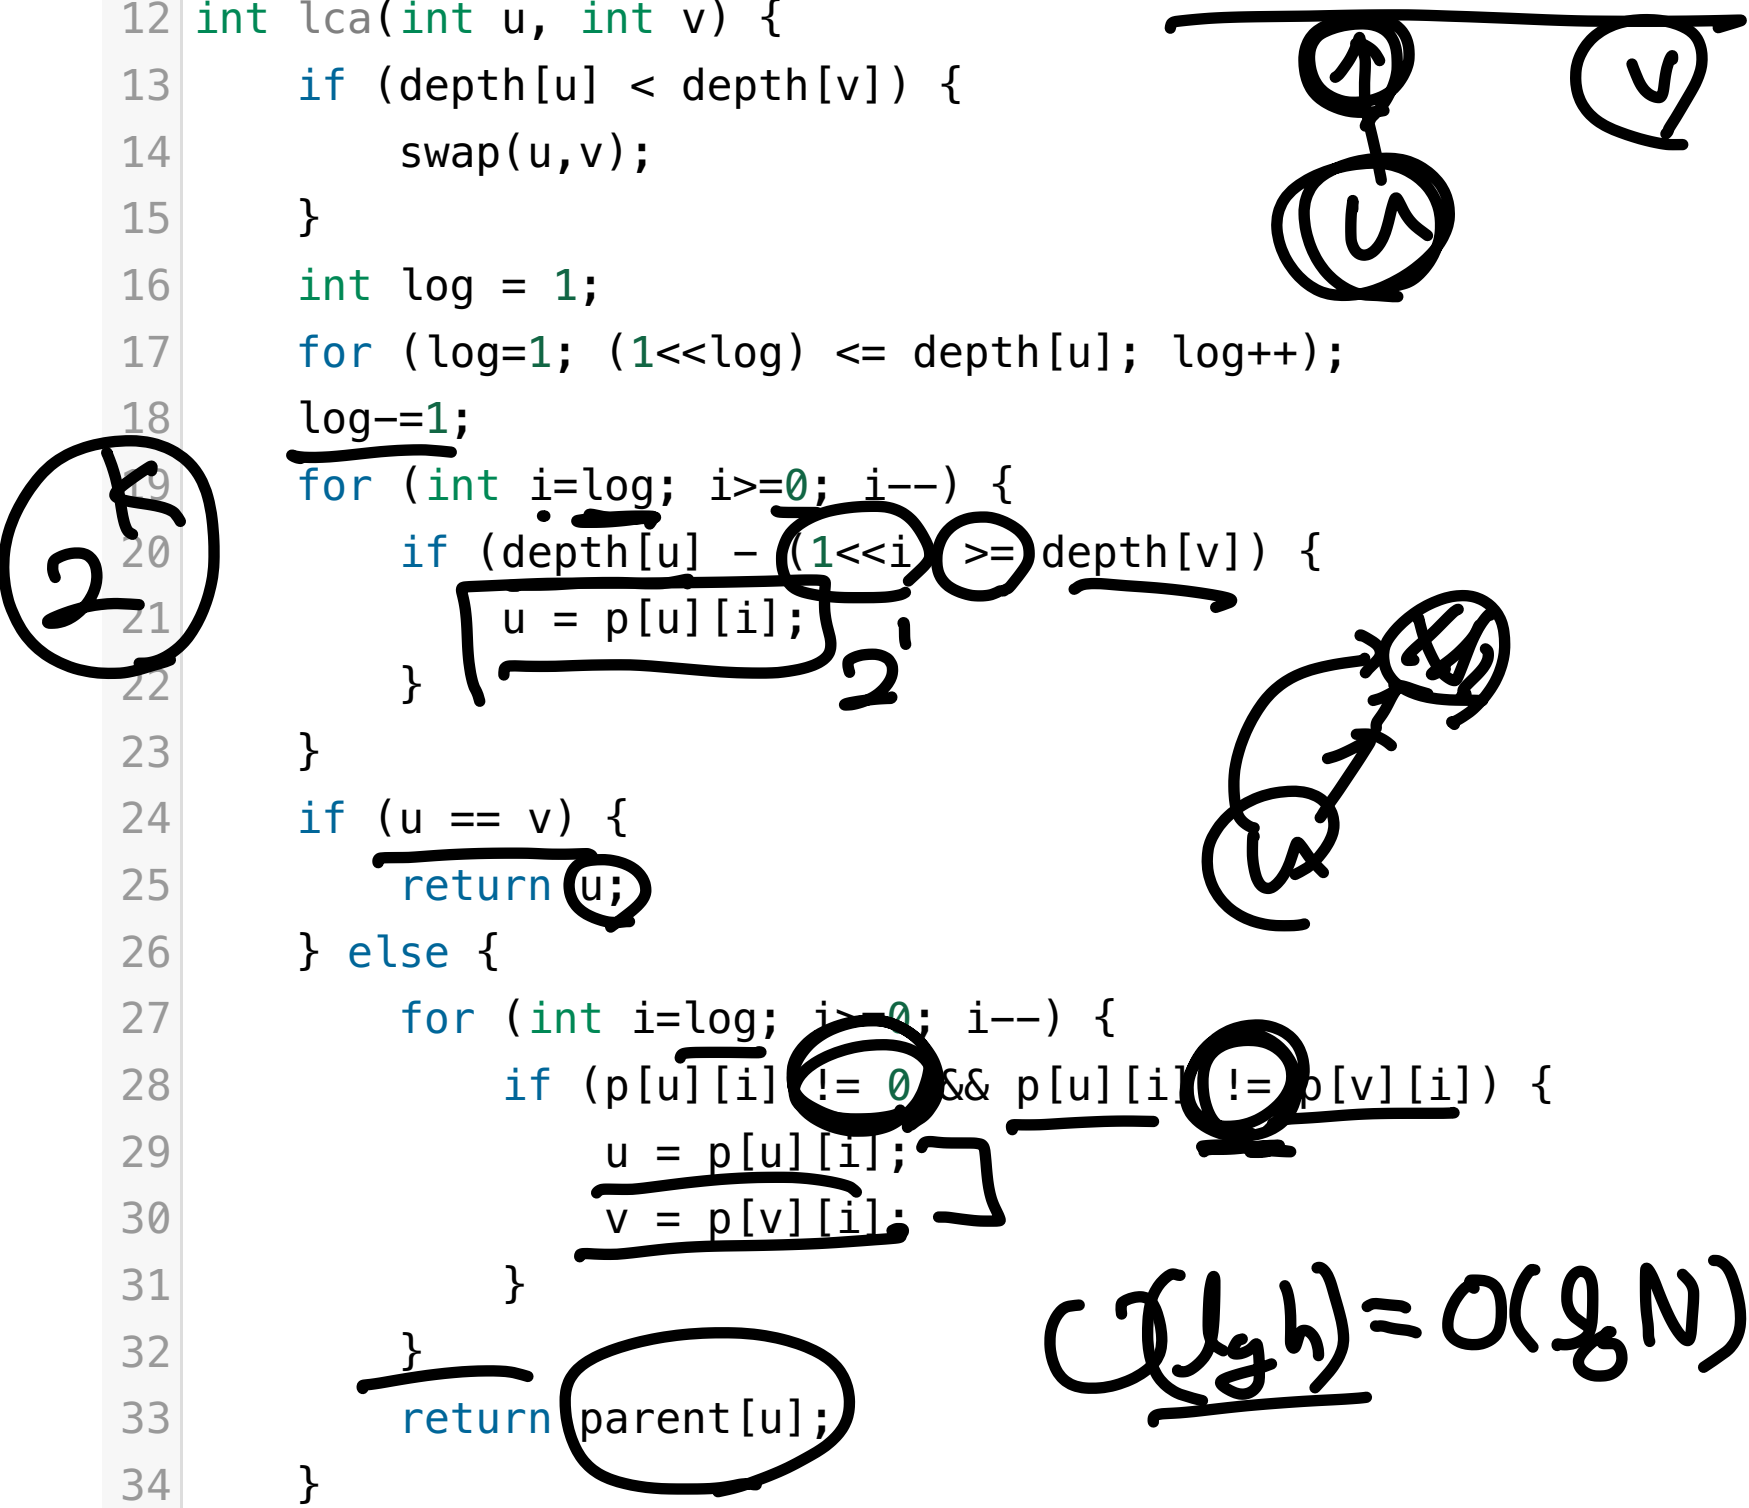 12 int lca(int u, int v) {
13 if (depth[u] < depth[v]) {
14 swap(u,v);
15 }
16 int log = 1;
17 for (log=1; (1<<log) <= depth[u]; log++);
18 log-=1;
19 for (int i=log; i>=0; i--) {
20 if (depth[u] - (1<<i) >= depth[v]) {
21 u = p[u][i];
22 }
23 }
24 if (u == v) {
25 return u;
26 } else {
27 for (int i=log; i>=0; i--) {
28 if (p[u][i] != 0 && p[u][i] != p[v][i]) {
29 u = p[u][i];
30 v = p[v][i];
31 }
32 }
33 return parent[u];
34 }
v
u
2^K
2^i
u
O(lgh) = O(lgN)